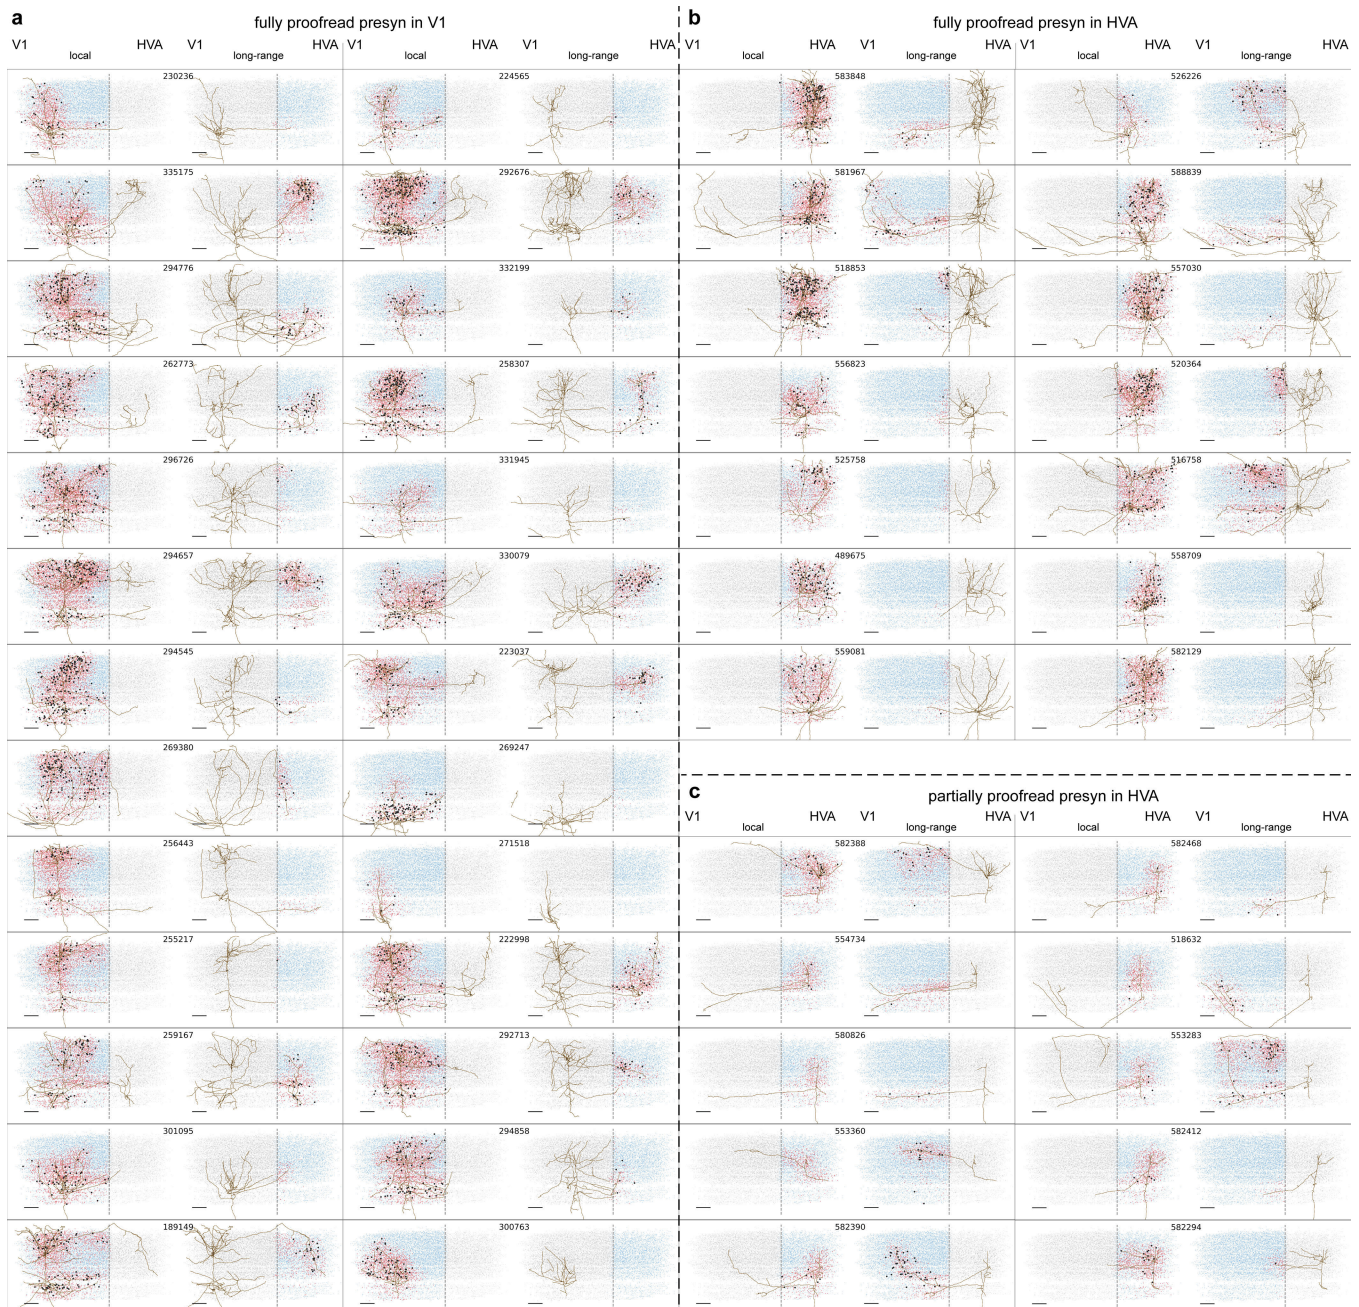 a
fully proofread presyn in V1
V1 local HVA V1 long-range HVA V1 local HVA V1 long-range HVA
230236 224565
335175 292676
294776 332199
262773 258307
296726 331945
294657 330079
294545 223037
269380 269247
256443 271518
255217 222998
259167 292713
301095 294858
189149 300763
b
fully proofread presyn in HVA
V1 local HVA V1 long-range HVA V1 local HVA V1 long-range HVA
583848 526226
581967 588839
518853 557030
556823 520364
525758 516758
489675 558709
559081 582129
c
partially proofread presyn in HVA
V1 local HVA V1 long-range HVA V1 local HVA V1 long-range HVA
582388 582468
554734 518632
580826 553283
553360 582412
582390 582294